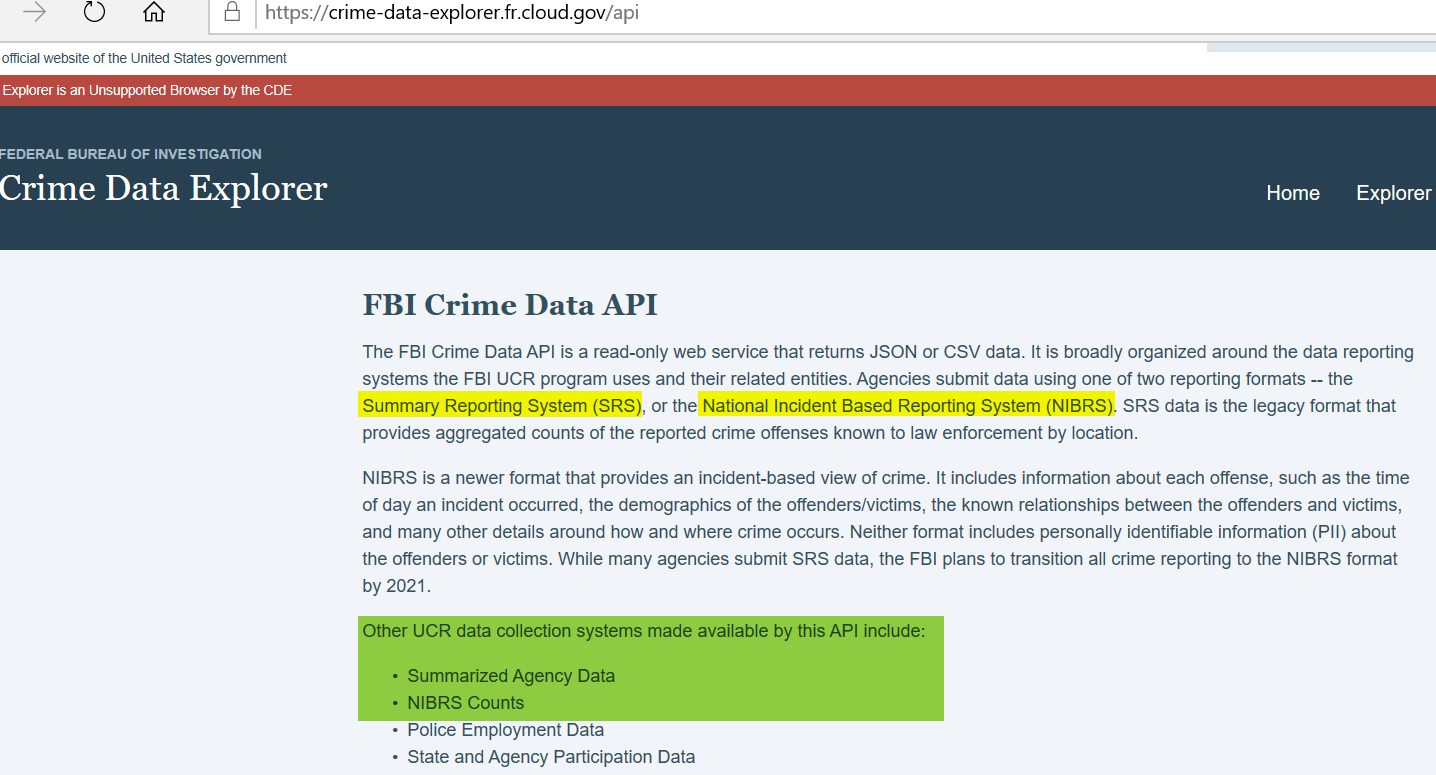 https://crime-data-explorer.fr.cloud.gov/api
official website of the United States government
Explorer is an Unsupported Browser by the CDE
FEDERAL BUREAU OF INVESTIGATION
Crime Data Explorer
Home Explorer
FBI Crime Data API
The FBI Crime Data API is a read-only web service that returns JSON or CSV data. It is broadly organized around the data reporting
systems the FBI UCR program uses and their related entities. Agencies submit data using one of two reporting formats -- the
Summary Reporting System (SRS), or the National Incident Based Reporting System (NIBRS). SRS data is the legacy format that
provides aggregated counts of the reported crime offenses known to law enforcement by location.
NIBRS is a newer format that provides an incident-based view of crime. It includes information about each offense, such as the time
of day an incident occurred, the demographics of the offenders/victims, the known relationships between the offenders and victims,
and many other details around how and where crime occurs. Neither format includes personally identifiable information (PII) about
the offenders or victims. While many agencies submit SRS data, the FBI plans to transition all crime reporting to the NIBRS format
by 2021.
Other UCR data collection systems made available by this API include:
• Summarized Agency Data
• NIBRS Counts
• Police Employment Data
• State and Agency Participation Data